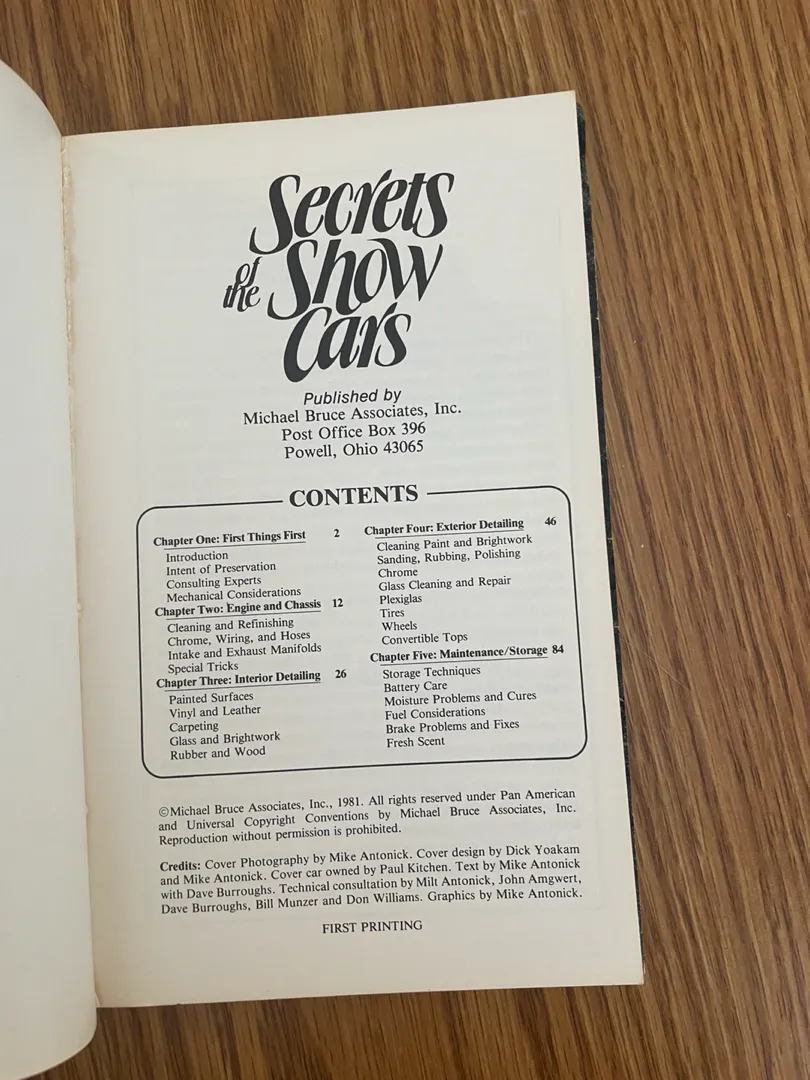 Secrets
of the Show
Cars
Published by
Michael Bruce Associates, Inc.
Post Office Box 396
Powell, Ohio 43065
CONTENTS
Chapter One: First Things First 2
Introduction
Intent of Preservation
Consulting Experts
Mechanical Considerations
Chapter Two: Engine and Chassis 12
Cleaning and Refinishing
Chrome, Wiring, and Hoses
Intake and Exhaust Manifolds
Special Tricks
Chapter Three: Interior Detailing 26
Painted Surfaces
Vinyl and Leather
Carpeting
Glass and Brightwork
Rubber and Wood
Chapter Four: Exterior Detailing 46
Cleaning Paint and Brightwork
Sanding, Rubbing, Polishing
Chrome
Glass Cleaning and Repair
Plexiglas
Tires
Wheels
Convertible Tops
Chapter Five: Maintenance/Storage 84
Storage Techniques
Battery Care
Moisture Problems and Cures
Fuel Considerations
Brake Problems and Fixes
Fresh Scent
©Michael Bruce Associates, Inc., 1981. All rights reserved under Pan American
and Universal Copyright Conventions by Michael Bruce Associates, Inc.
Reproduction without permission is prohibited.
Credits: Cover Photography by Mike Antonick. Cover design by Dick Yoakam
and Mike Antonick. Cover car owned by Paul Kitchen. Text by Mike Antonick
with Dave Burroughs. Technical consultation by Milt Antonick, John Amgwert,
Dave Burroughs, Bill Munzer and Don Williams. Graphics by Mike Antonick.
FIRST PRINTING